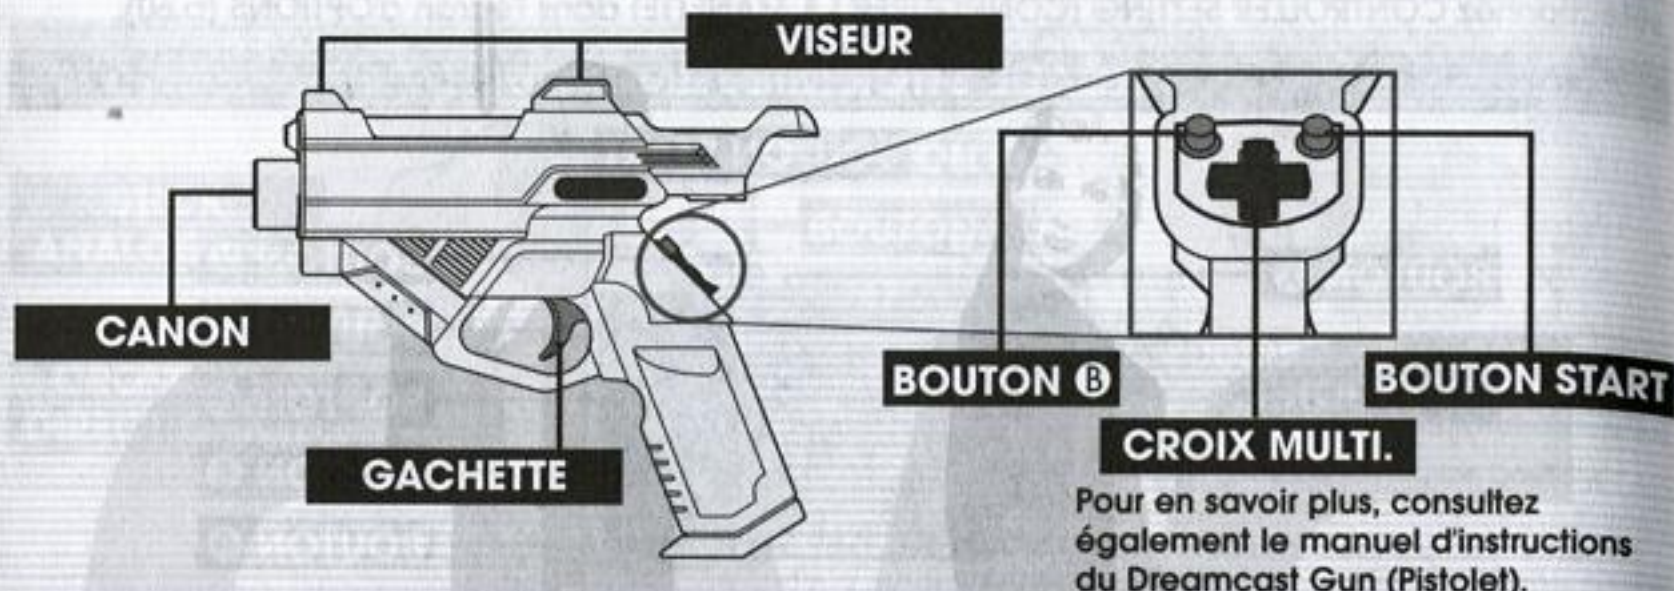 VISEUR
CANON
GACHETTE
BOUTON B
BOUTON START
CROIX MULTI.
Pour en savoir plus, consultez
également le manuel d'instructions
du Dreamcast Gun (Pistolet).